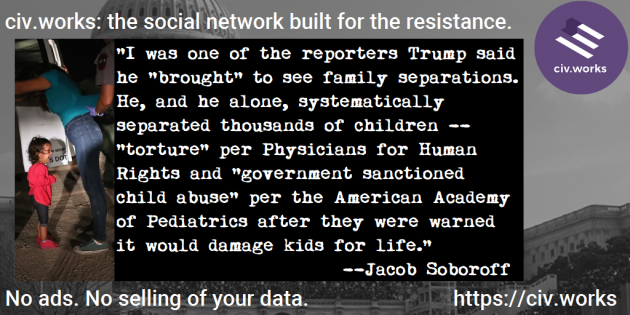 civ.works: the social network built for the resistance.
civ.works
"I was one of the reporters Trump said
he "brought" to see family separations.
He, and he alone, systematically
separated thousands of children --
"torture" per Physicians for Human
Rights and "government sanctioned
child abuse" per the American Academy
of Pediatrics after they were warned
it would damage kids for life."
--Jacob Soboroff
No ads. No selling of your data.
https://civ.works